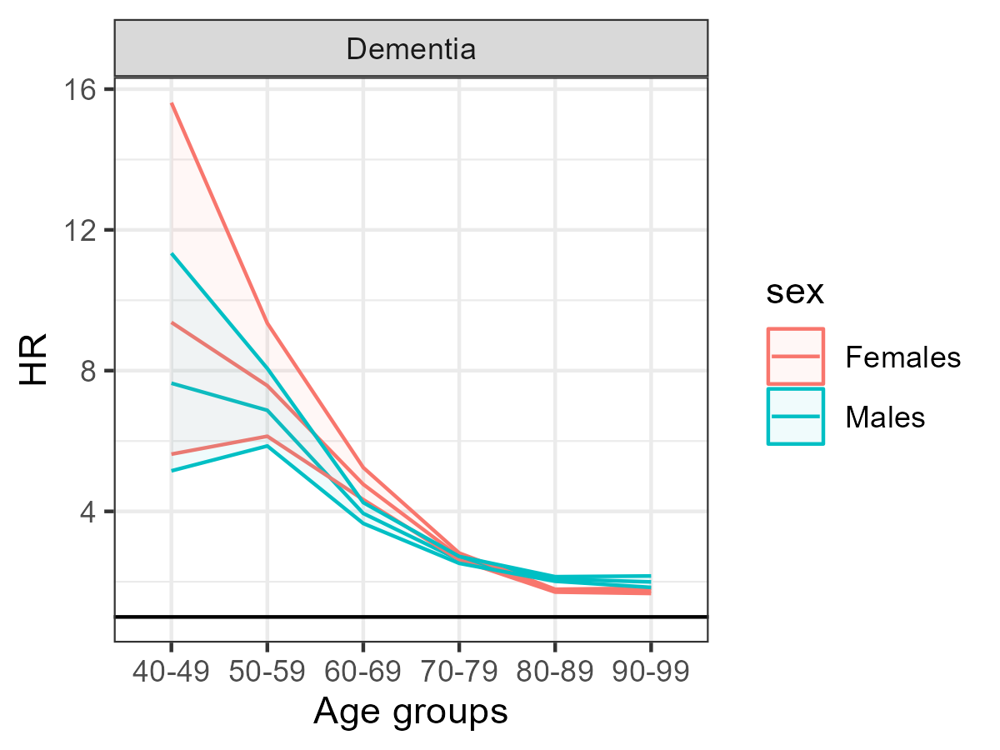 Dementia
16
12
8
4
HR
40-49 50-59 60-69 70-79 80-89 90-99
Age groups
sex
Females
Males